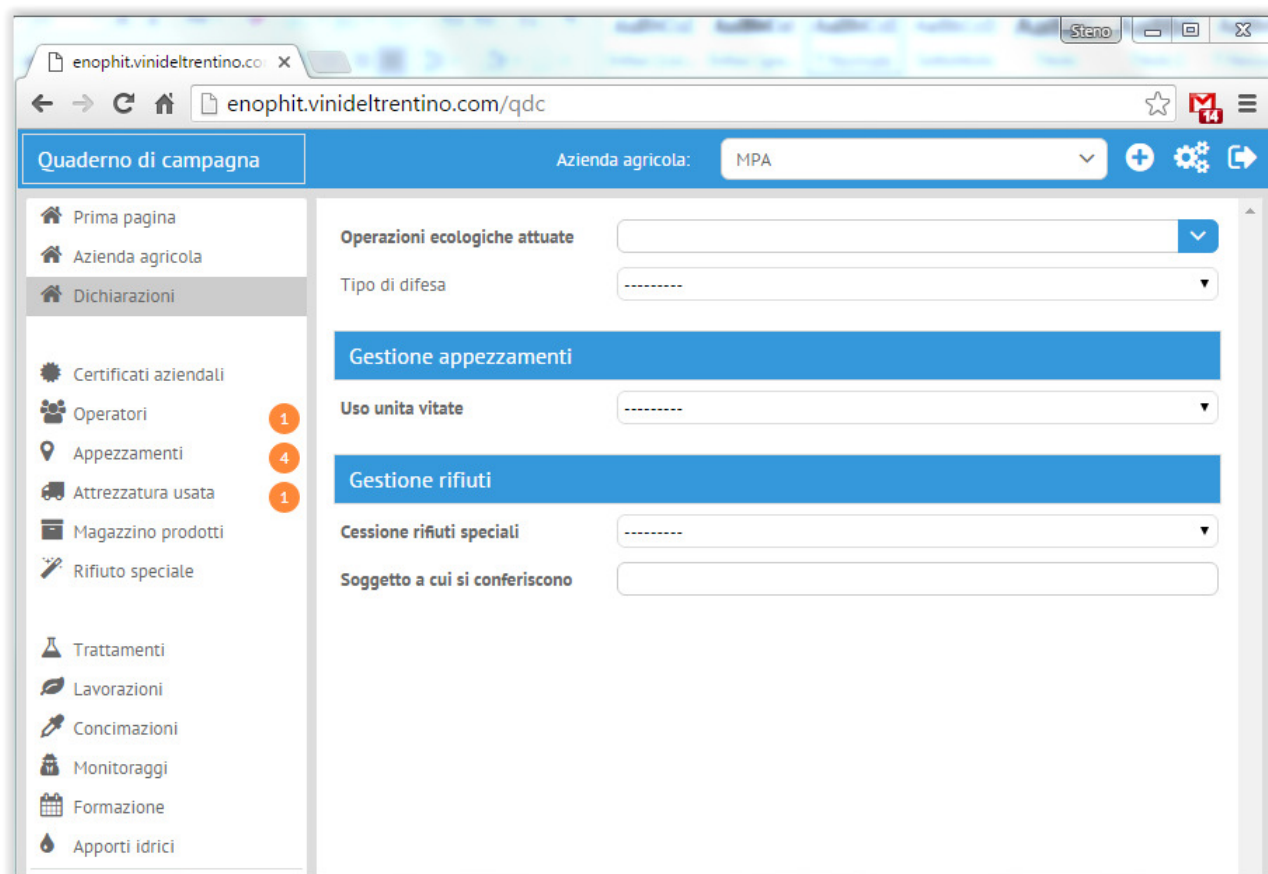 Steno
enophit.vinideltrentino.co
enophit.vinideltrentino.com/qdc
14
Quaderno di campagna
Azienda agricola:
MPA
Prima pagina
Azienda agricola
Dichiarazioni
Certificati aziendali
Operatori 1
Appezzamenti 4
Attrezzatura usata 1
Magazzino prodotti
Rifiuto speciale
Trattamenti
Lavorazioni
Concimazioni
Monitoraggi
Formazione
Apporti idrici
Operazioni ecologiche attuate
Tipo di difesa ---------
Gestione appezzamenti
Uso unita vitate ---------
Gestione rifiuti
Cessione rifiuti speciali ---------
Soggetto a cui si conferiscono